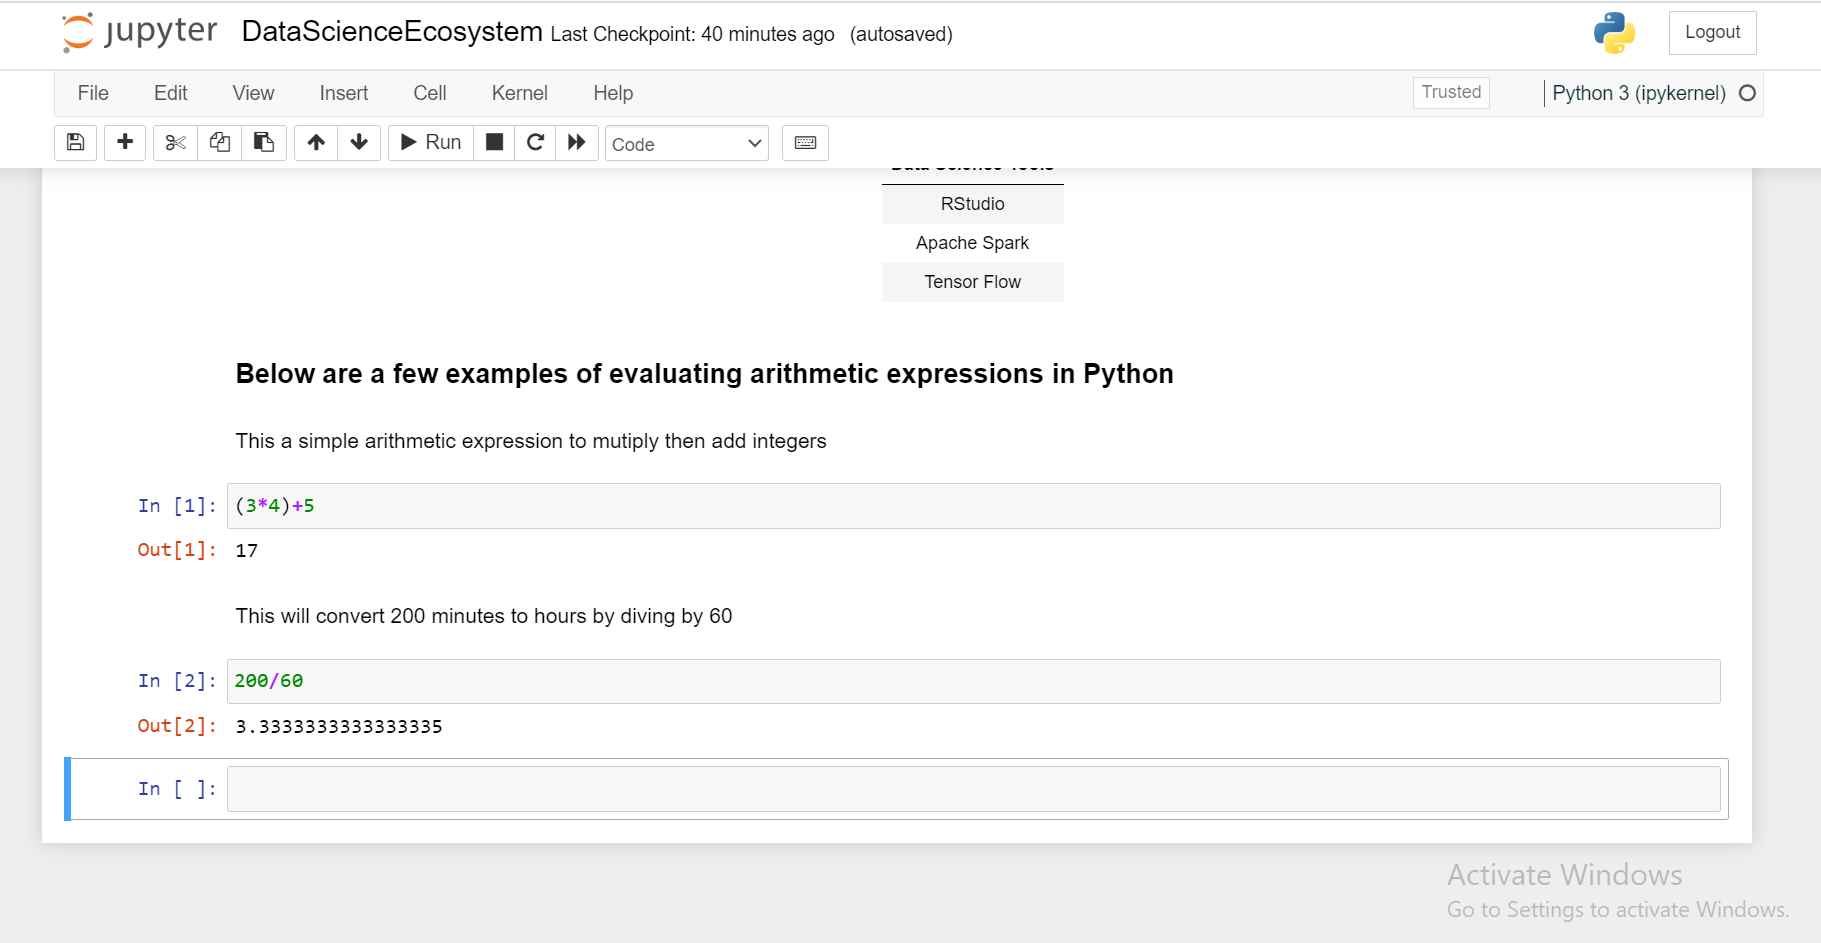 jupyter DataScienceEcosystem Last Checkpoint: 40 minutes ago (autosaved) Logout
File Edit View Insert Cell Kernel Help Trusted Python 3 (ipykernel)
Run Code
Data Science Tools
RStudio
Apache Spark
Tensor Flow
Below are a few examples of evaluating arithmetic expressions in Python
This a simple arithmetic expression to mutiply then add integers
In [1]: (3*4)+5
Out[1]: 17
This will convert 200 minutes to hours by diving by 60
In [2]: 200/60
Out[2]: 3.3333333333333335
In [ ]:
Activate Windows
Go to Settings to activate Windows.